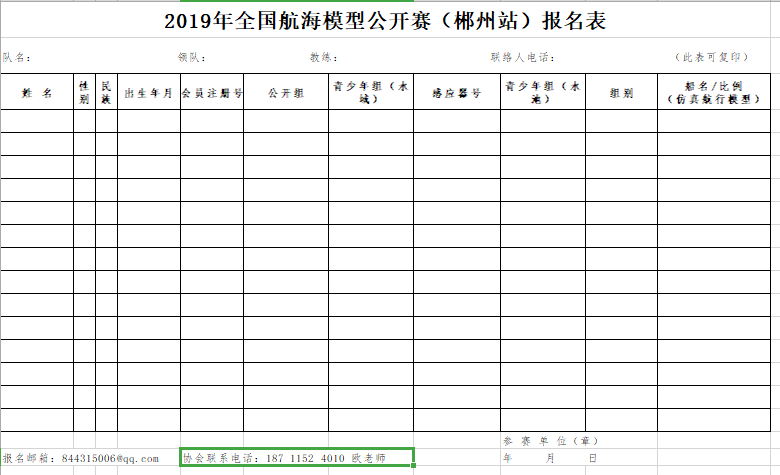 2019年全国航海模型公开赛（郴州站）报名表
队名： 领队： 教练： 联络人电话： （此表可复印）
姓 名 性别 民族 出生年月 会员注册号 公开组 青少年组（水域） 感应器号 青少年组（水池） 组别 船名/比例（仿真航行模型）
参 赛 单 位（章）
报名邮箱：844315006@qq.com 协会联系电话：187 1152 4010 欧老师 年 月 日